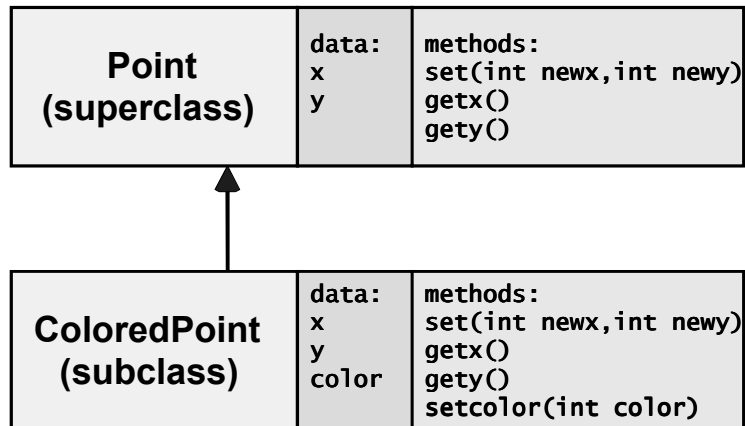 Point
(superclass)
data:
x
y
methods:
set(int newx,int newy)
getx()
gety()
ColoredPoint
(subclass)
data:
x
y
color
methods:
set(int newx,int newy)
getx()
gety()
setcolor(int color)